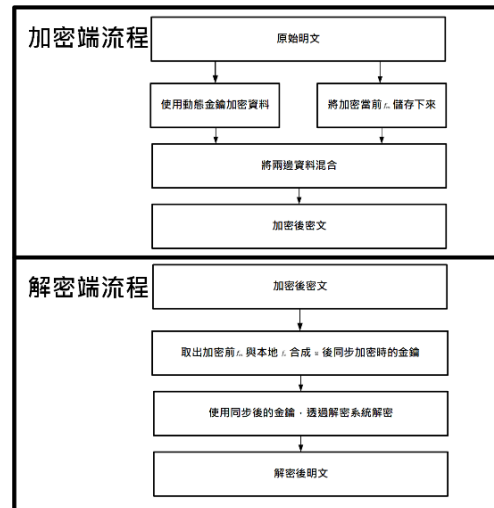 加密端流程
原始明文
使用動態金鑰加密資料
將加密當前 儲存下來
將兩邊資料混合
加密後密文
解密端流程
加密後密文
取出加密前 與本地 合成 後同步加密時的金鑰
使用同步後的金鑰,透過解密系統解密
解密後明文